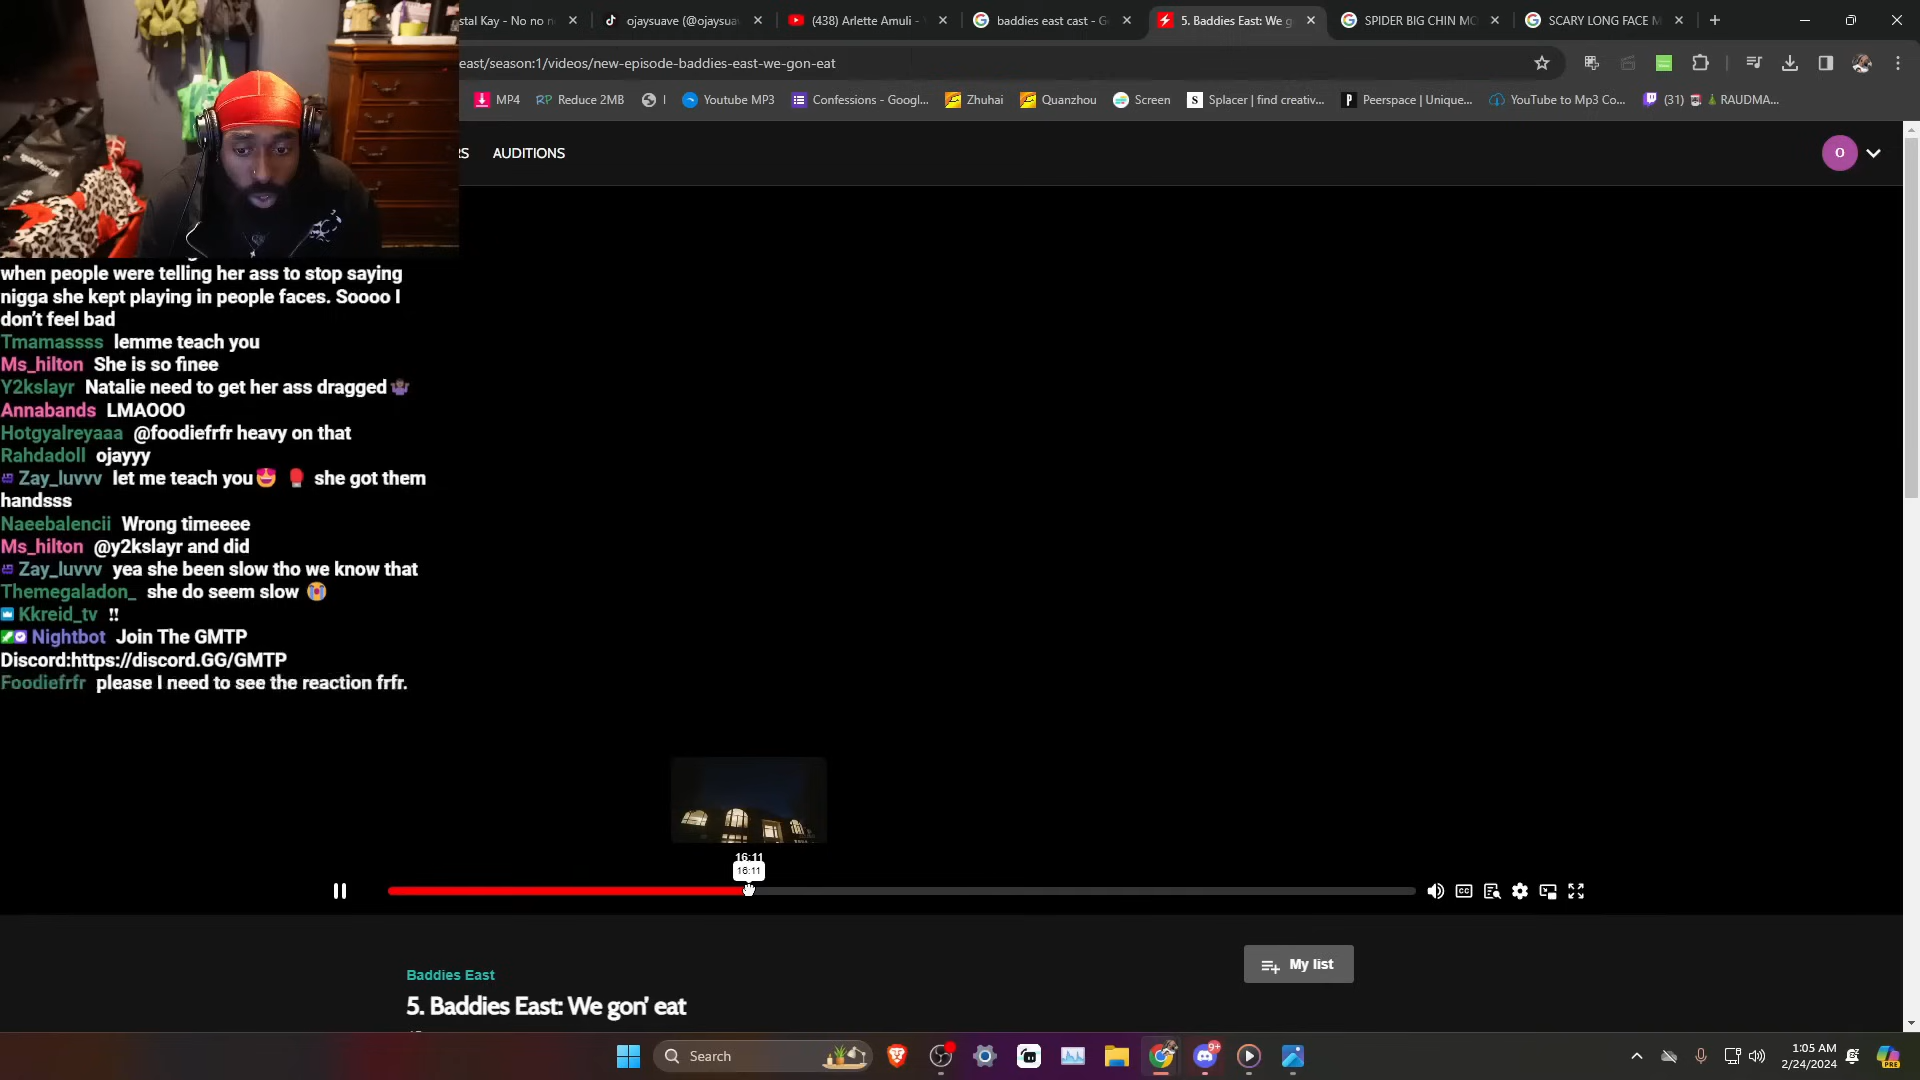 stal Kay - No no n
ojaysuave (@ojaysua
(438) Arlette Amuli -
baddies east cast - G
5. Baddies East: We g
SPIDER BIG CHIN MO
SCARY LONG FACE M
east/season:1/videos/new-episode-baddies-east-we-gon-eat
MP4
Reduce 2MB
I
Youtube MP3
Confessions - Googl...
Zhuhai
Quanzhou
Screen
Splacer | find creativ...
Peerspace | Unique...
YouTube to Mp3 Co...
(31)
RAUDMA...
RS
AUDITIONS
O
when people were telling her ass to stop saying
nigga she kept playing in people faces. Soooo I
don't feel bad
Tmamassss lemme teach you
Ms_hilton She is so finee
Y2kslayr Natalie need to get her ass dragged🤷🏾‍♀️
Annabands LMAOOO
Hotgyalreyaaa @foodiefrfr heavy on that
Rahdadoll ojayyy
Zay_luvvv let me teach you😍 🥊 she got them
handsss
Naeebalencii Wrong timeeee
Ms_hilton @y2kslayr and did
Zay_luvvv yea she been slow tho we know that
Themegaladon_ she do seem slow 😭
Kkreid_tv ‼
Nightbot Join The GMTP
Discord:https://discord.GG/GMTP
Foodiefrfr please I need to see the reaction frfr.
16:11
16:11
CC
Baddies East
My list
5. Baddies East: We gon' eat
Search
9+
1:05 AM
2/24/2024
PRE